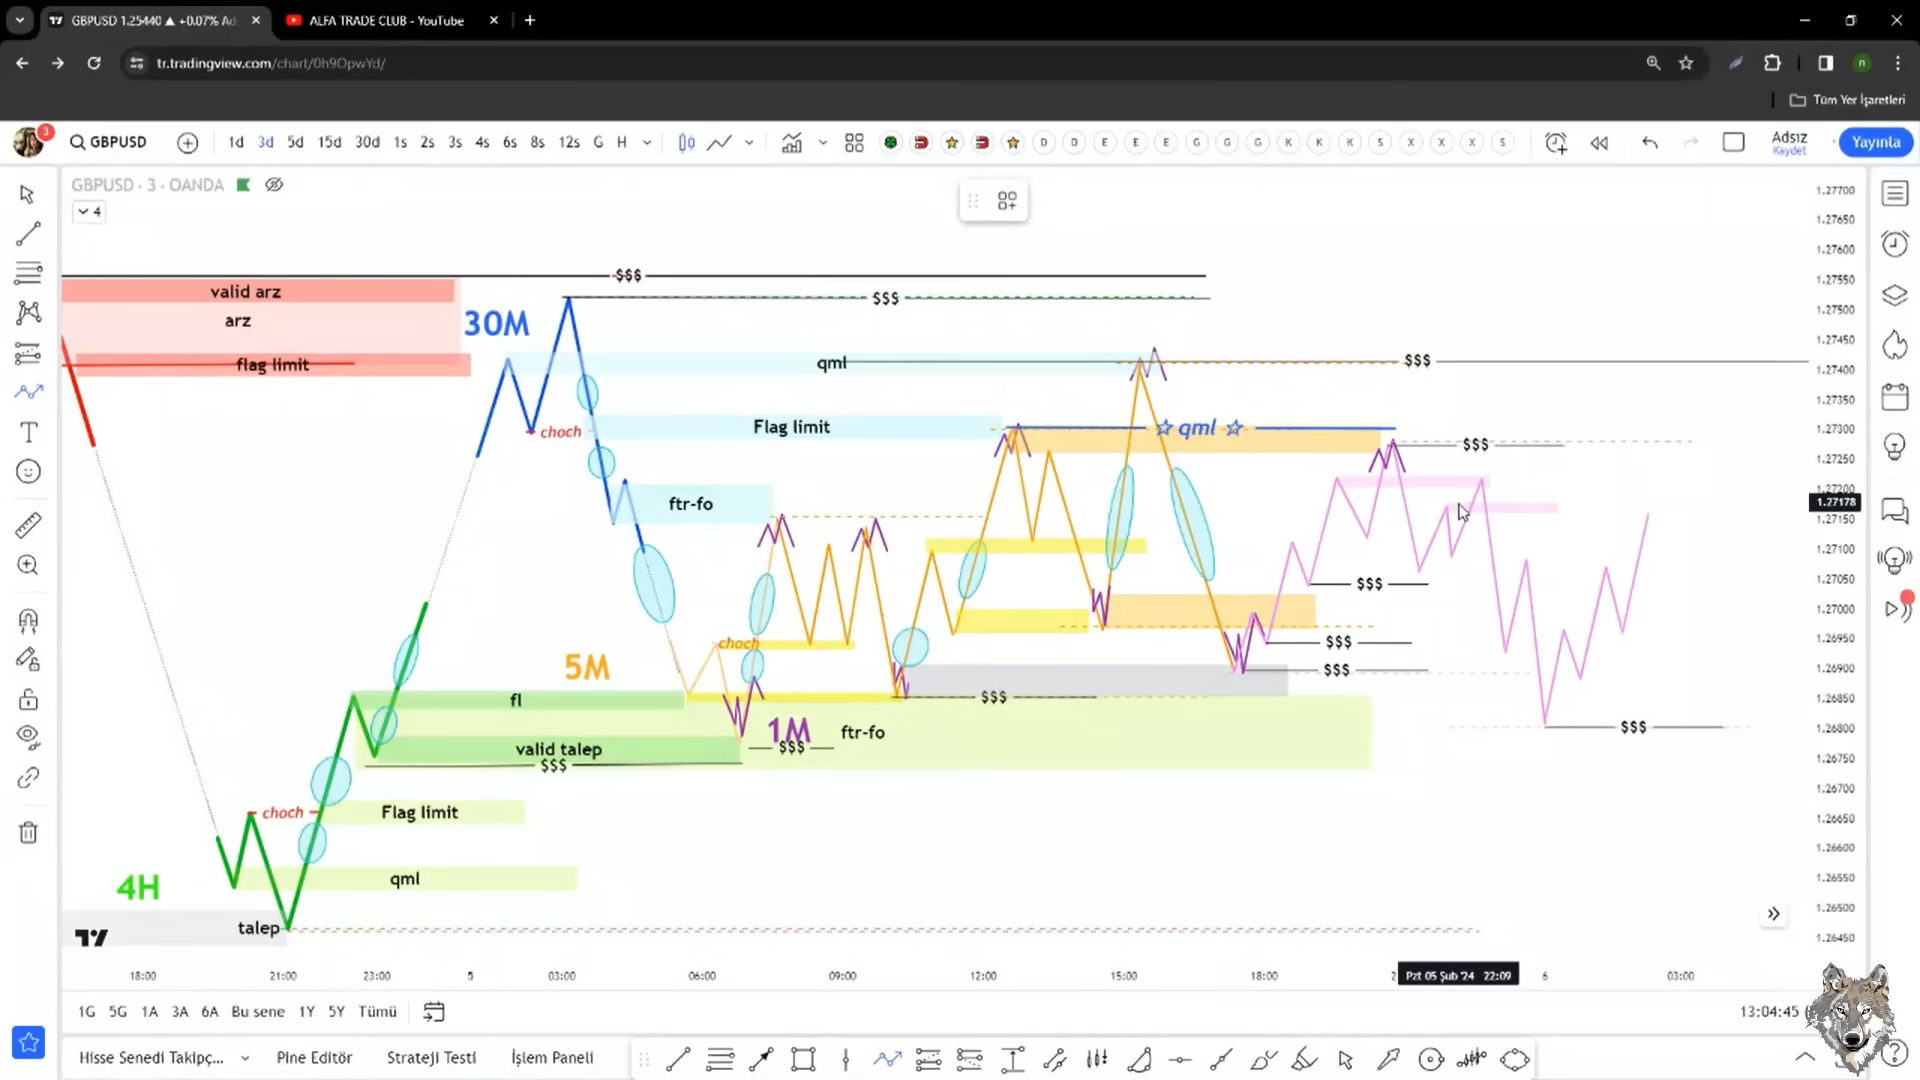 GBPUSD 1.25440 ▲ +0.07% Ad
ALFA TRADE CLUB - YouTube
tr.tradingview.com/chart/0h9OpwYd/
n
Tüm Yer İşaretleri
3
GBPUSD
1d 3d 5d 15d 30d 1s 2s 3s 4s 6s 8s 12s G H
D D E E E G G G K K K S X X X S
Adsız
Kaydet
Yayınla
GBPUSD · 3 · OANDA
4
1.27700
1.27650
1.27600
1.27550
1.27500
1.27450
1.27400
1.27350
1.27300
1.27250
1.27200
1.27178
1.27150
1.27100
1.27050
1.27000
1.26950
1.26900
1.26850
1.26800
1.26750
1.26700
1.26650
1.26600
1.26550
1.26500
1.26450
$$$
valid arz
$$$
arz
30M
flag limit
qml
$$$
choch
Flag limit
☆ qml ☆
$$$
ftr-fo
$$$
choch
$$$
5M
$$$
fl
$$$
1M
ftr-fo
$$$
valid talep
$$$
$$$
choch
Flag limit
4H
qml
talep
18:00 21:00 23:00 5 03:00 06:00 09:00 12:00 15:00 18:00 2 Pzt 05 Şub '24 22:09 6 03:00
1G 5G 1A 3A 6A Bu sene 1Y 5Y Tümü
13:04:45
Hisse Senedi Takipç... Pine Editör Strateji Testi İşlem Paneli